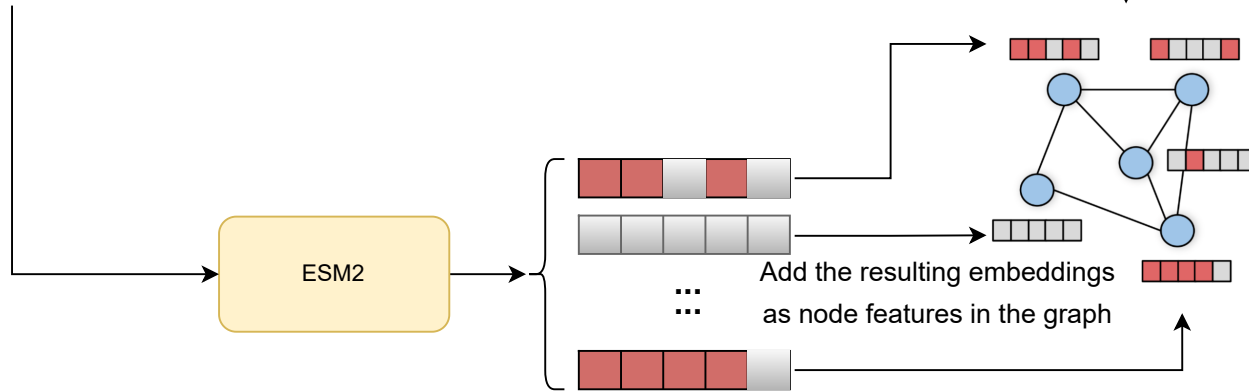 ESM2
Add the resulting embeddings
...
as node features in the graph
...